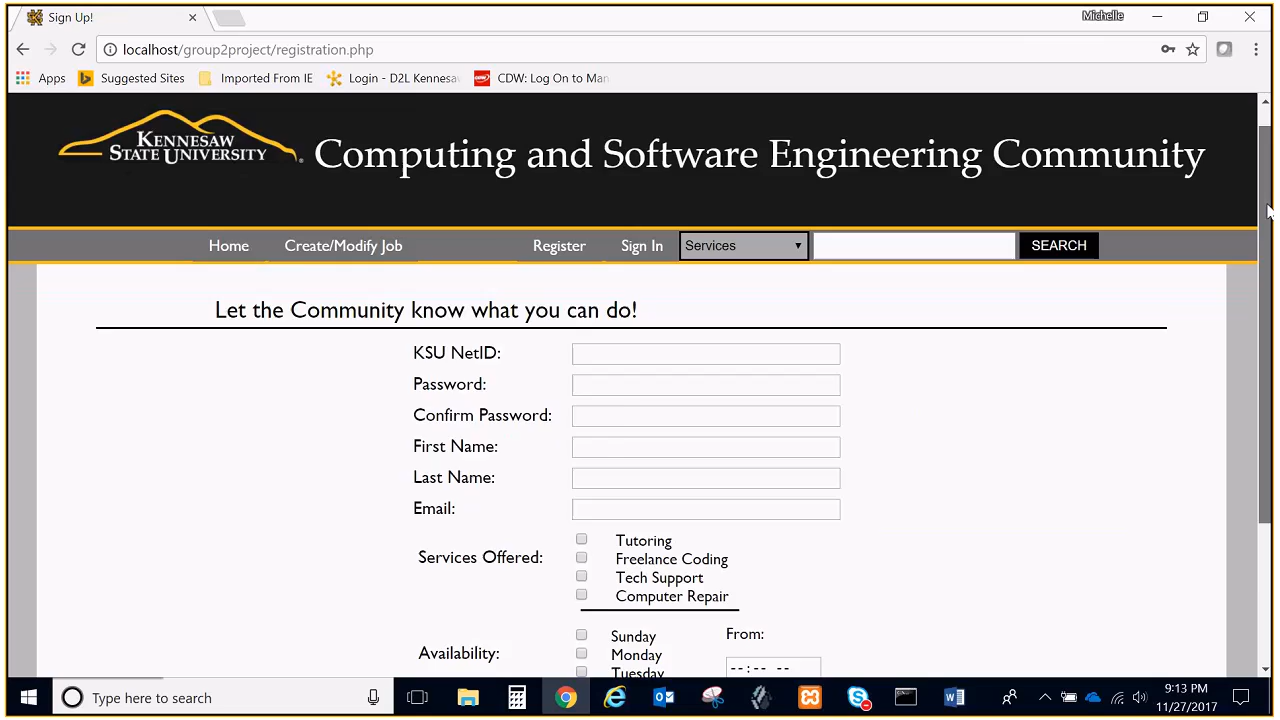 Sign Up!
Michelle
localhost/group2project/registration.php
Apps Suggested Sites Imported From IE Login - D2L Kennesaw CDW: Log On to Man
KENNESAW
STATE UNIVERSITY
Computing and Software Engineering Community
Home Create/Modify Job Register Sign In Services SEARCH
Let the Community know what you can do!
KSU NetID:
Password:
Confirm Password:
First Name:
Last Name:
Email:
Services Offered:
Tutoring
Freelance Coding
Tech Support
Computer Repair
Availability:
Sunday From:
Monday
Tuesday --:-- --
Type here to search
9:13 PM
11/27/2017